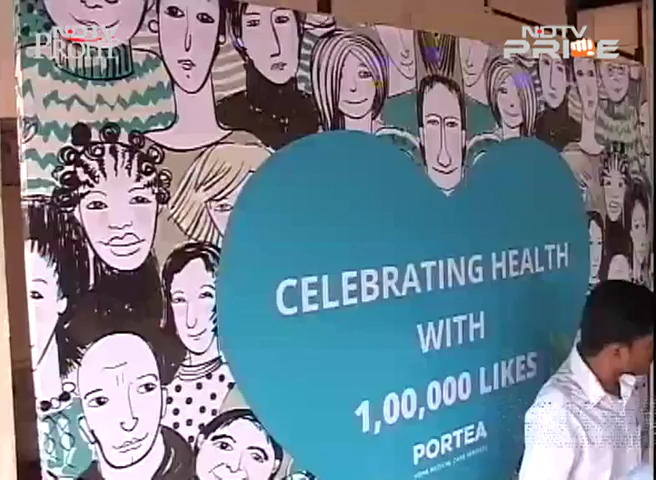 NDTV
PROFIT
NDTV
PRIME
CELEBRATING HEALTH
WITH
1,00,000 LIKES
PORTEA